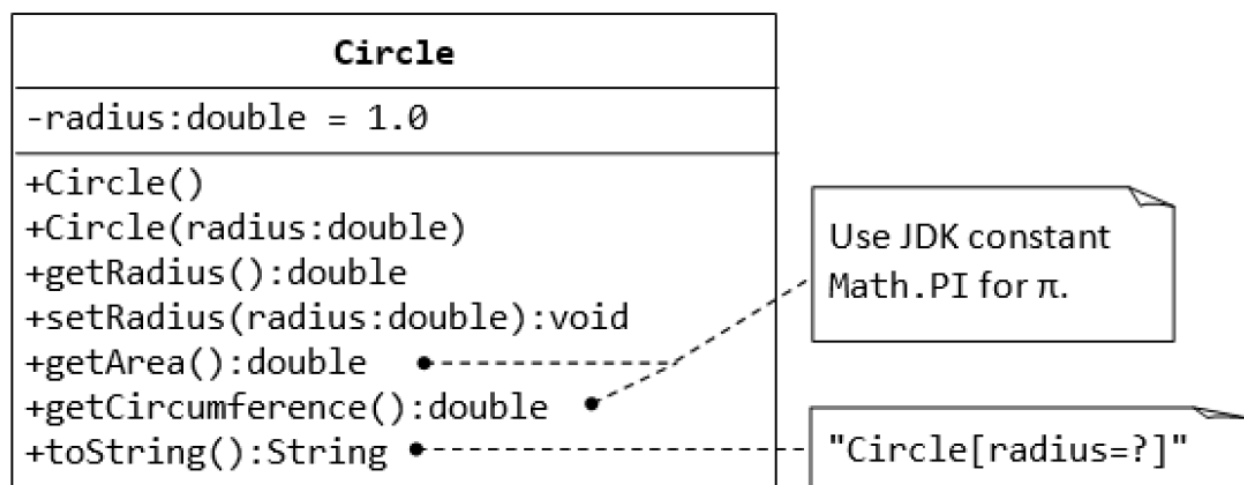 Circle
-radius:double = 1.0
+Circle()
+Circle(radius:double)
+getRadius():double
+setRadius(radius:double):void
+getArea():double
+getCircumference():double
+toString():String
Use JDK constant
Math.PI for π.
"Circle[radius=?]"